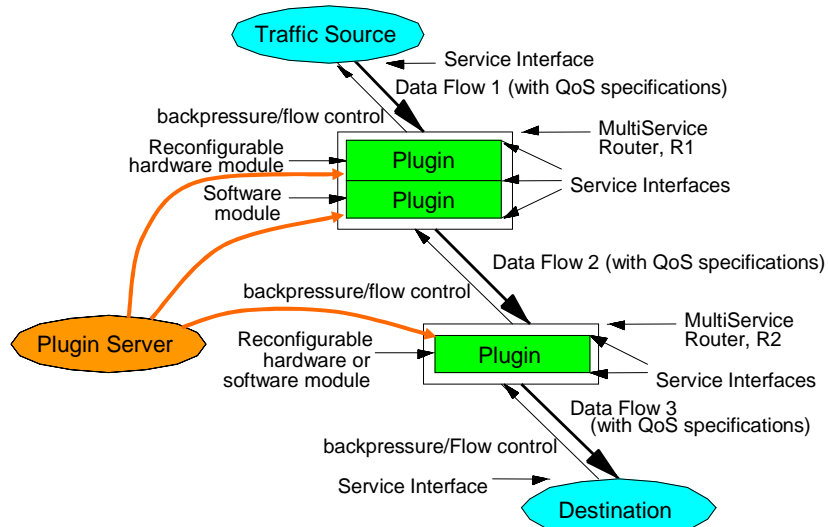 Traffic Source
Service Interface
Data Flow 1 (with QoS specifications)
backpressure/flow control
MultiService
Router, R1
Reconfigurable
hardware module
Plugin
Service Interfaces
Software
module
Plugin
Data Flow 2 (with QoS specifications)
backpressure/flow control
MultiService
Router, R2
Plugin Server
Reconfigurable
hardware or
software module
Plugin
Service Interfaces
Data Flow 3
(with QoS specifications)
backpressure/Flow control
Service Interface
Destination